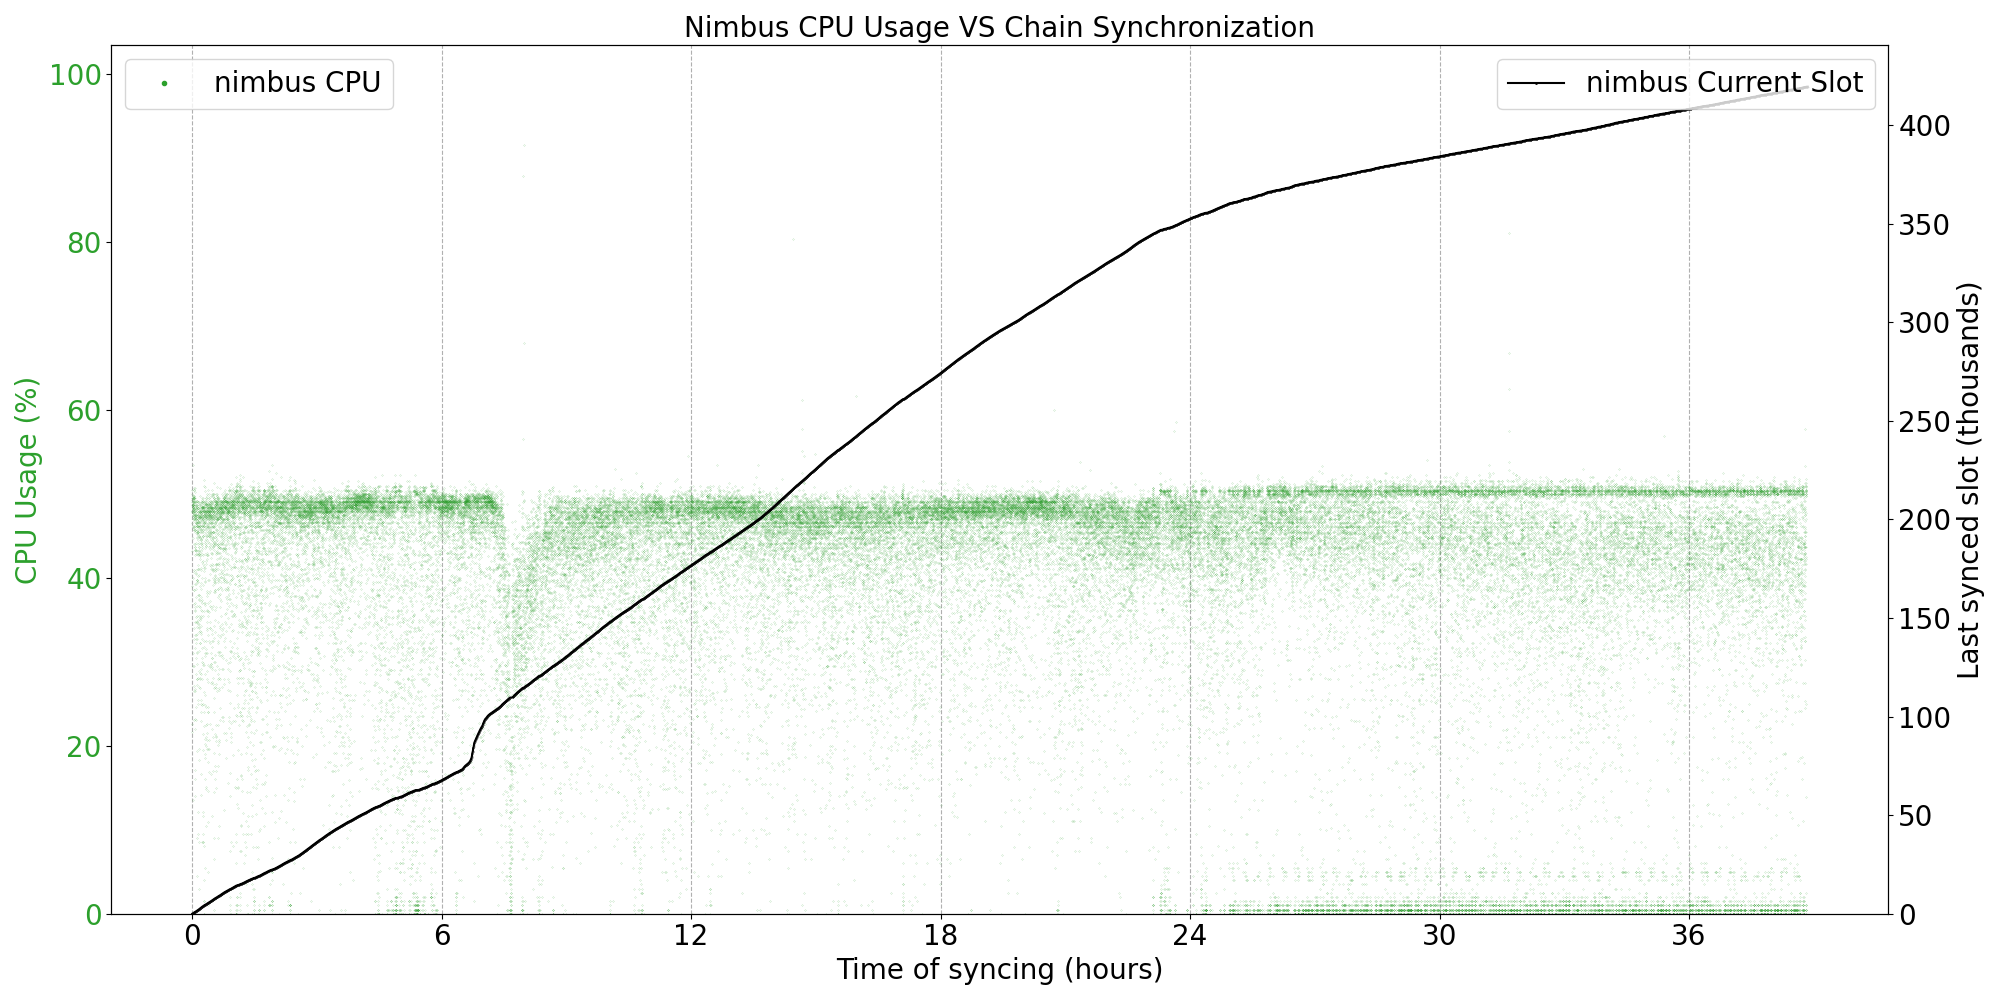 Nimbus CPU Usage VS Chain Synchronization
nimbus CPU
nimbus Current Slot
CPU Usage (%)
100
80
60
40
20
0
Last synced slot (thousands)
400
350
300
250
200
150
100
50
0
0 6 12 18 24 30 36
Time of syncing (hours)